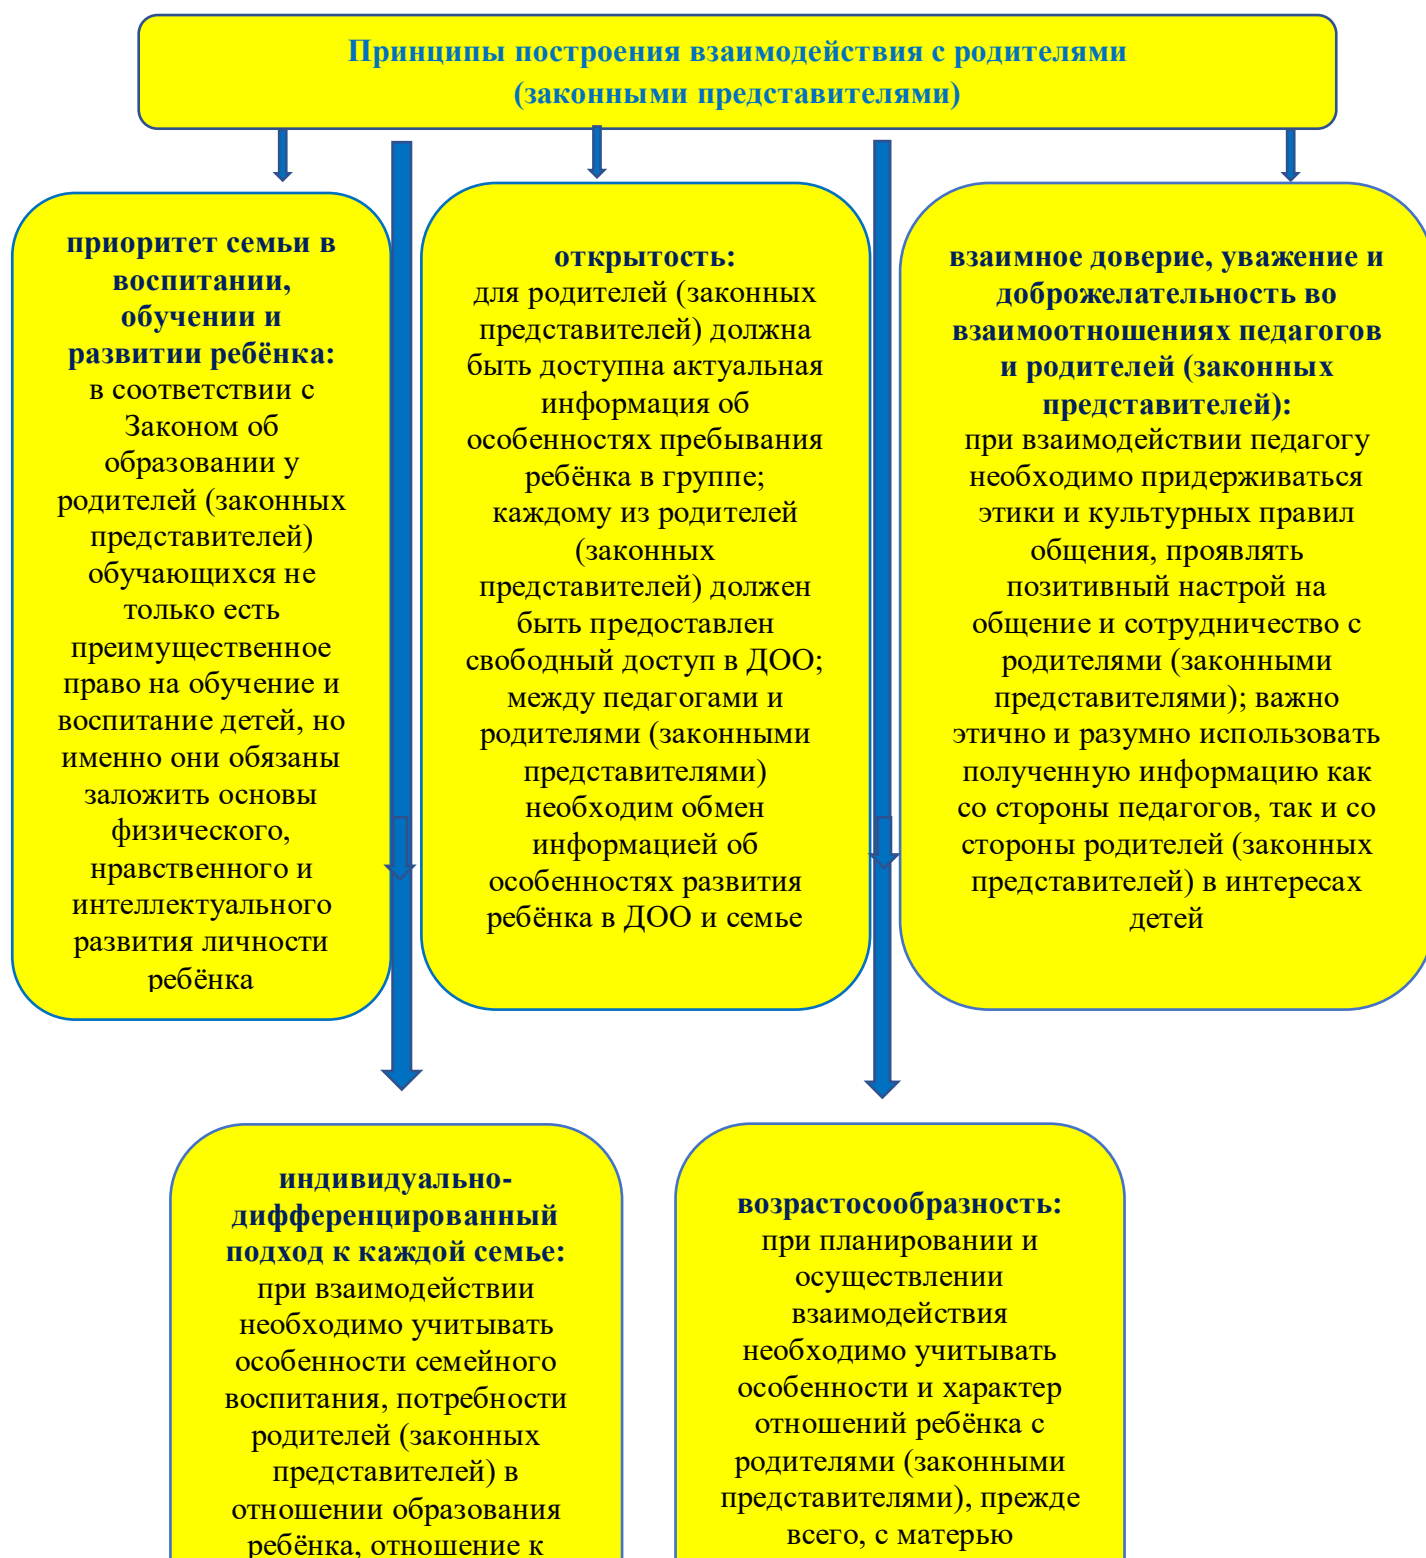 Принципы построения взаимодействия с родителями
(законными представителями)
приоритет семьи в
воспитании,
обучении и
развитии ребёнка:
в соответствии с
Законом об
образовании у
родителей (законных
представителей)
обучающихся не
только есть
преимущественное
право на обучение и
воспитание детей, но
именно они обязаны
заложить основы
физического,
нравственного и
интеллектуального
развития личности
ребёнка
открытость:
для родителей (законных
представителей) должна
быть доступна актуальная
информация об
особенностях пребывания
ребёнка в группе;
каждому из родителей
(законных
представителей) должен
быть предоставлен
свободный доступ в ДОО;
между педагогами и
родителями (законными
представителями)
необходим обмен
информацией об
особенностях развития
ребёнка в ДОО и семье
взаимное доверие, уважение и
доброжелательность во
взаимоотношениях педагогов
и родителей (законных
представителей):
при взаимодействии педагогу
необходимо придерживаться
этики и культурных правил
общения, проявлять
позитивный настрой на
общение и сотрудничество с
родителями (законными
представителями); важно
этично и разумно использовать
полученную информацию как
со стороны педагогов, так и со
стороны родителей (законных
представителей) в интересах
детей
индивидуально-
дифференцированный
подход к каждой семье:
при взаимодействии
необходимо учитывать
особенности семейного
воспитания, потребности
родителей (законных
представителей) в
отношении образования
ребёнка, отношение к
возрастосообразность:
при планировании и
осуществлении
взаимодействия
необходимо учитывать
особенности и характер
отношений ребёнка с
родителями (законными
представителями), прежде
всего, с матерью